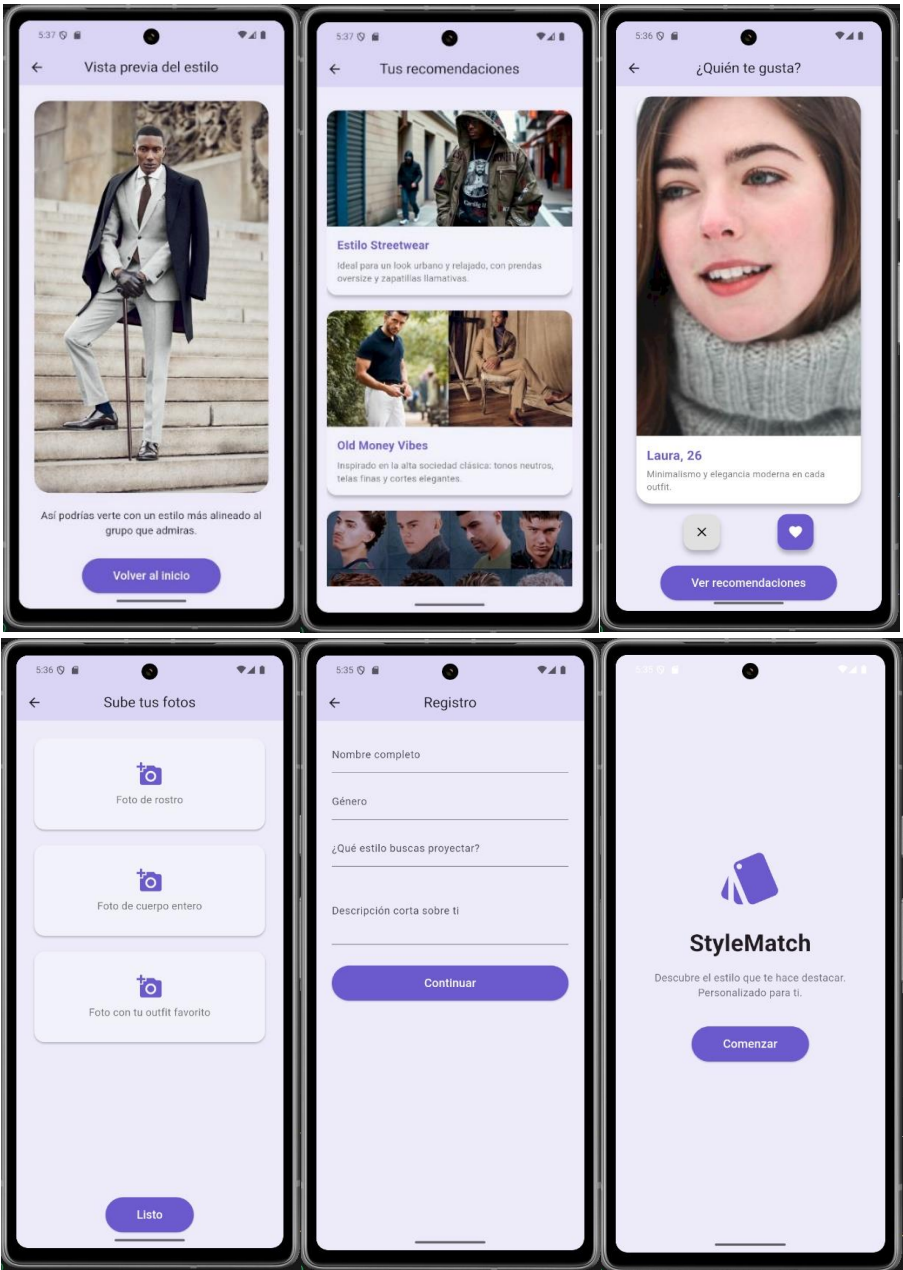 5:37
Vista previa del estilo
Así podrías verte con un estilo más alineado al
grupo que admiras.
Volver al inicio
5:37
Tus recomendaciones
Estilo Streetwear
Ideal para un look urbano y relajado, con prendas
oversize y zapatillas llamativas.
Old Money Vibes
Inspirado en la alta sociedad clásica: tonos neutros,
telas finas y cortes elegantes.
5:36
¿Quién te gusta?
Laura, 26
Minimalismo y elegancia moderna en cada
outfit.
Ver recomendaciones
5:36
Sube tus fotos
Foto de rostro
Foto de cuerpo entero
Foto con tu outfit favorito
Listo
5:35
Registro
Nombre completo
Género
¿Qué estilo buscas proyectar?
Descripción corta sobre ti
Continuar
StyleMatch
Descubre el estilo que te hace destacar.
Personalizado para ti.
Comenzar